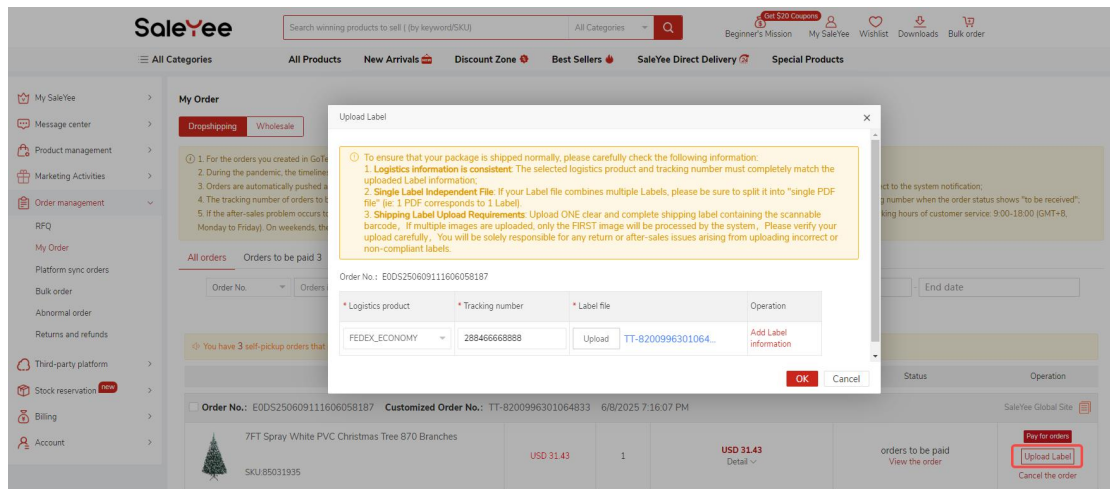 SaleYee
Search winning products to sell ( (by keyword/SKU)
All Categories
Get $20 Coupons
Beginner's Mission
My SaleYee
Wishlist
Downloads
Bulk order
All Categories
All Products
New Arrivals
Discount Zone
Best Sellers
SaleYee Direct Delivery
Special Products
My SaleYee
Message center
Product management
Marketing Activities
Order management
RFQ
My Order
Platform sync orders
Bulk order
Abnormal order
Returns and refunds
Third-party platform
Stock reservation new
Billing
Account
My Order
Dropshipping
Wholesale
1. For the orders you created in GoTe
2. During the pandemic, the timeline
3. Orders are automatically pushed a
ect to the system notification;
4. The tracking number of orders to b
g number when the order status shows "to be received";
5. If the after-sales problem occurs to
king hours of customer service: 9:00-18:00 (GMT+8,
Monday to Friday). On weekends, the
All orders
Orders to be paid 3
Order No.
Orders
End date
You have 3 self-pickup orders that
Status
Operation
Upload Label
To ensure that your package is shipped normally, please carefully check the following information:
1. Logistics information is consistent: The selected logistics product and tracking number must completely match the
uploaded Label information;
2. Single Label Independent File: If your Label file combines multiple Labels, please be sure to split it into "single PDF
file" (ie: 1 PDF corresponds to 1 Label).
3. Shipping Label Upload Requirements: Upload ONE clear and complete shipping label containing the scannable
barcode，If multiple images are uploaded, only the FIRST image will be processed by the system，Please verify your
upload carefully，You will be solely responsible for any return or after-sales issues arising from uploading incorrect or
non-compliant labels.
Order No.: EODS250609111606058187
* Logistics product
* Tracking number
* Label file
Operation
FEDEX_ECONOMY
288466668888
Upload
TT-8200996301064...
Add Label
information
OK
Cancel
Order No.: EODS250609111606058187 Customized Order No.: TT-8200996301064833 6/8/2025 7:16:07 PM
SaleYee Global Site
7FT Spray White PVC Christmas Tree 870 Branches
SKU:85031935
USD 31.43
1
USD 31.43
Detail
orders to be paid
View the order
Pay for orders
Upload Label
Cancel the order